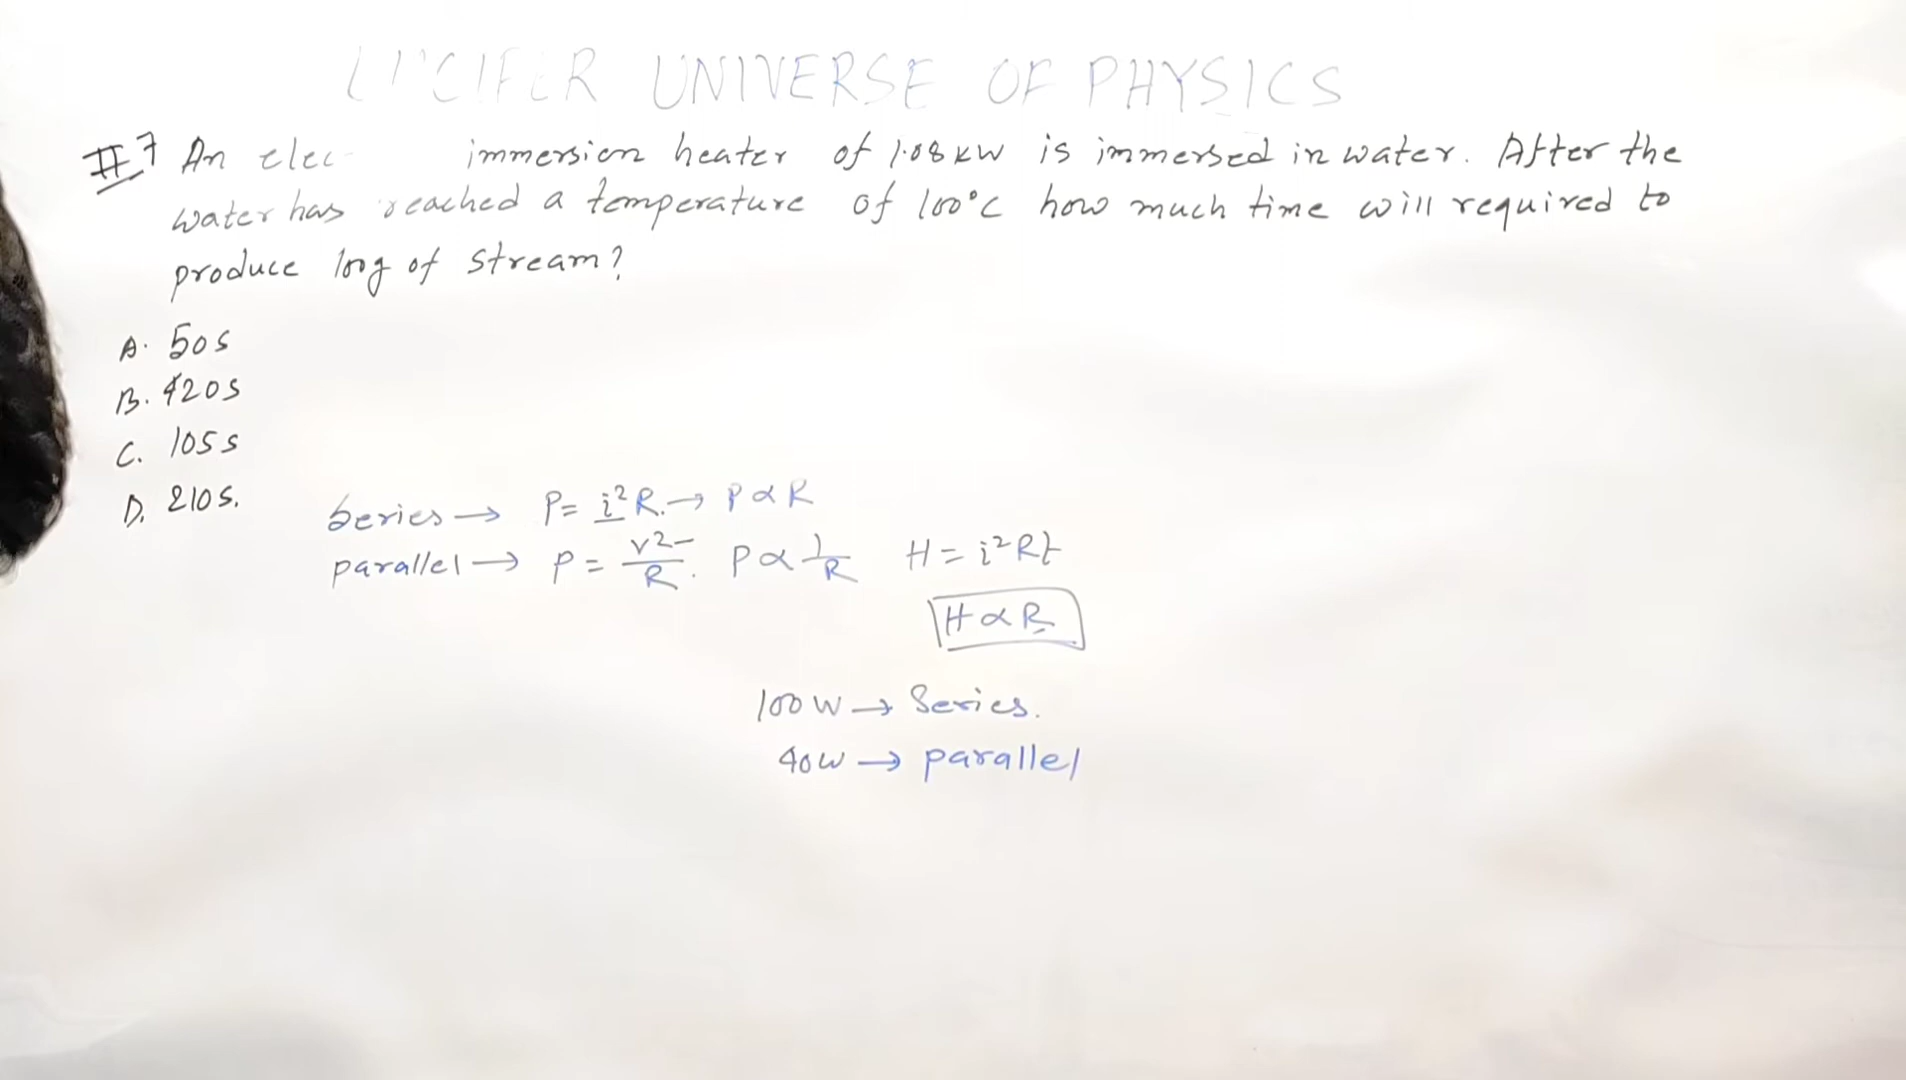 LUCIFER UNIVERSE OF PHYSICS
#7 An elec immersion heater of 1.08 KW is immersed in water. After the
water has reached a temperature of 100°c how much time will required to
produce 100g of stream?
A. 50s
B. 420s
C. 105s
D. 210s.
Series → P = i²R. → P ∝ R
parallel → P = V²/R. P ∝ 1/R H = i²Rt
H ∝ R
100 W → Series.
40W → parallel